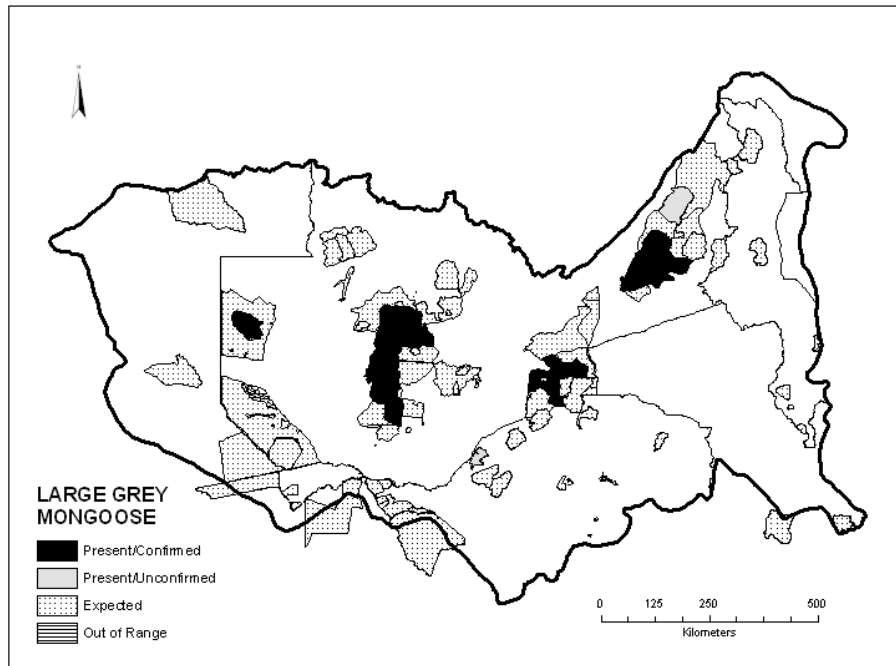 N
LARGE GREY
MONGOOSE
Present/Confirmed
Present/Unconfirmed
Expected
Out of Range
0 125 250 500
Kilometers